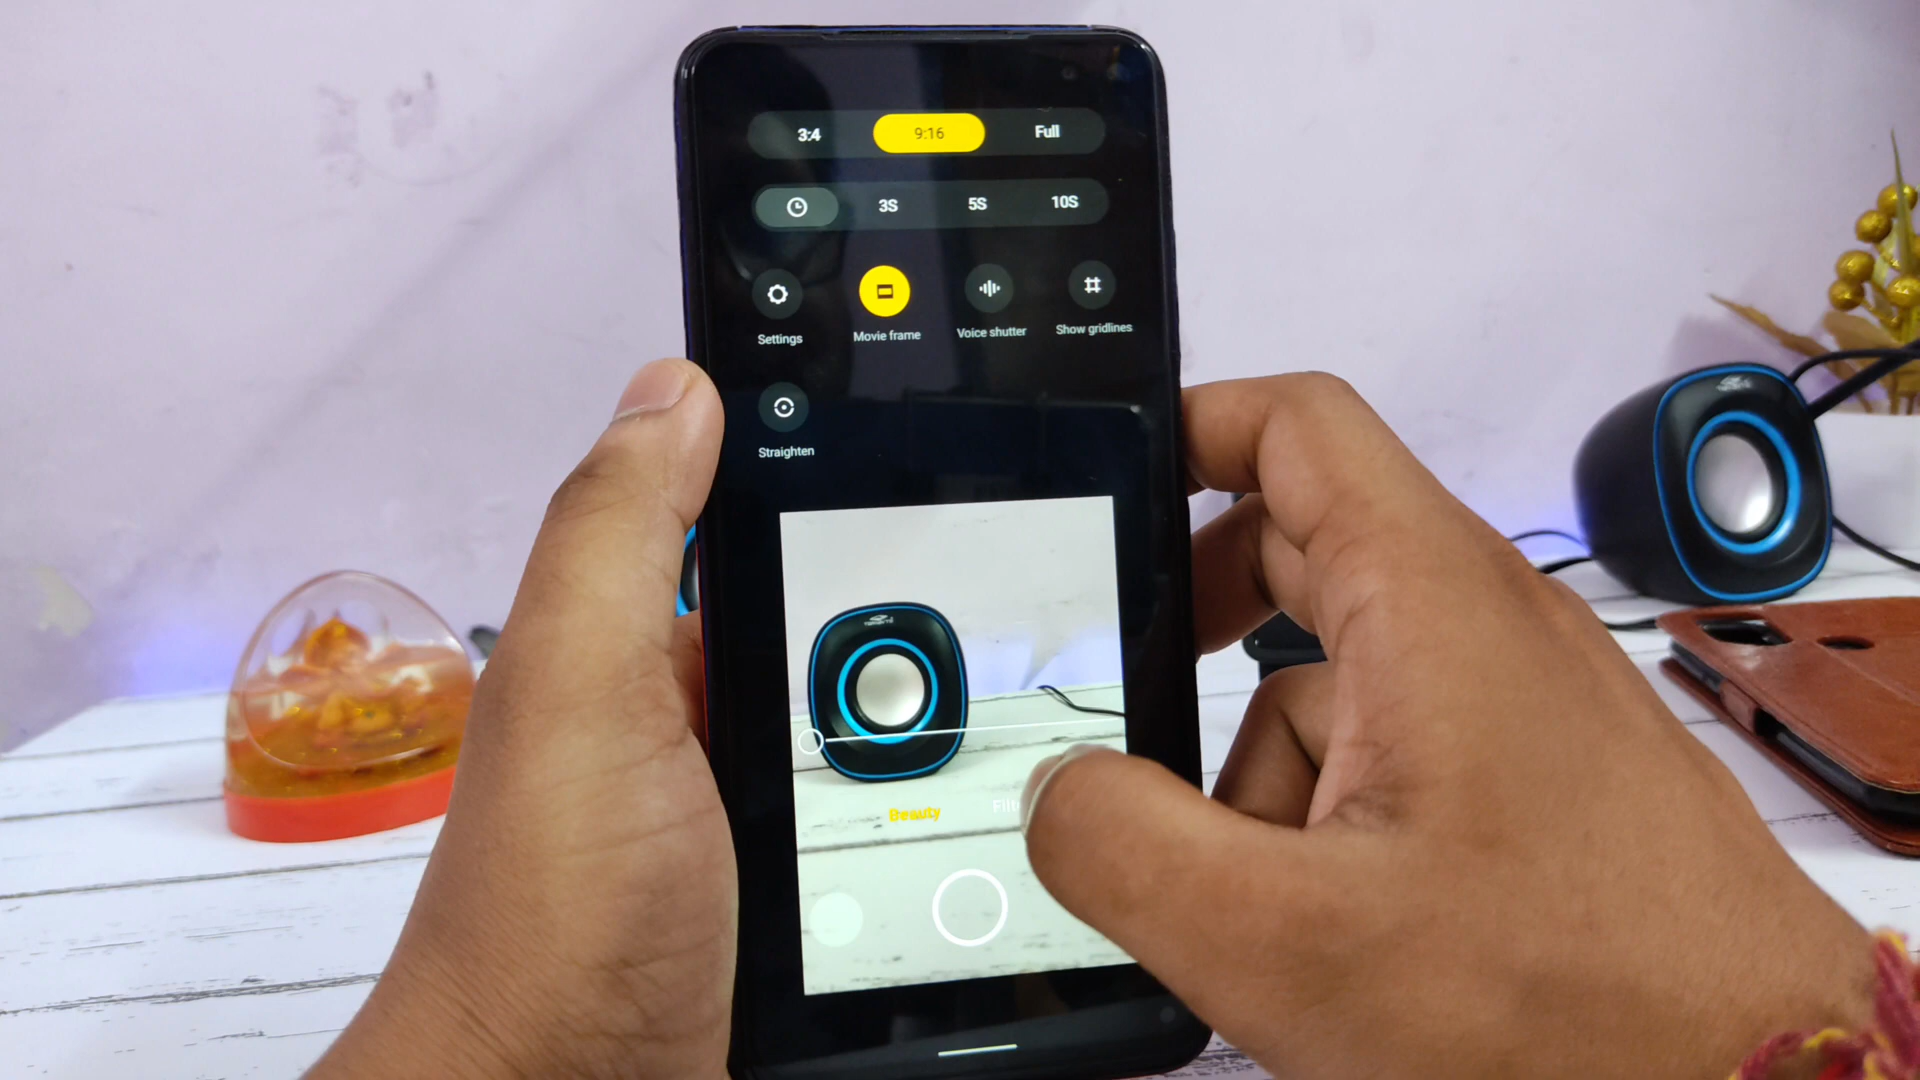 3:4 9:16 Full
3S 5S 10S
Settings Movie frame Voice shutter Show gridlines
Straighten
Beauty